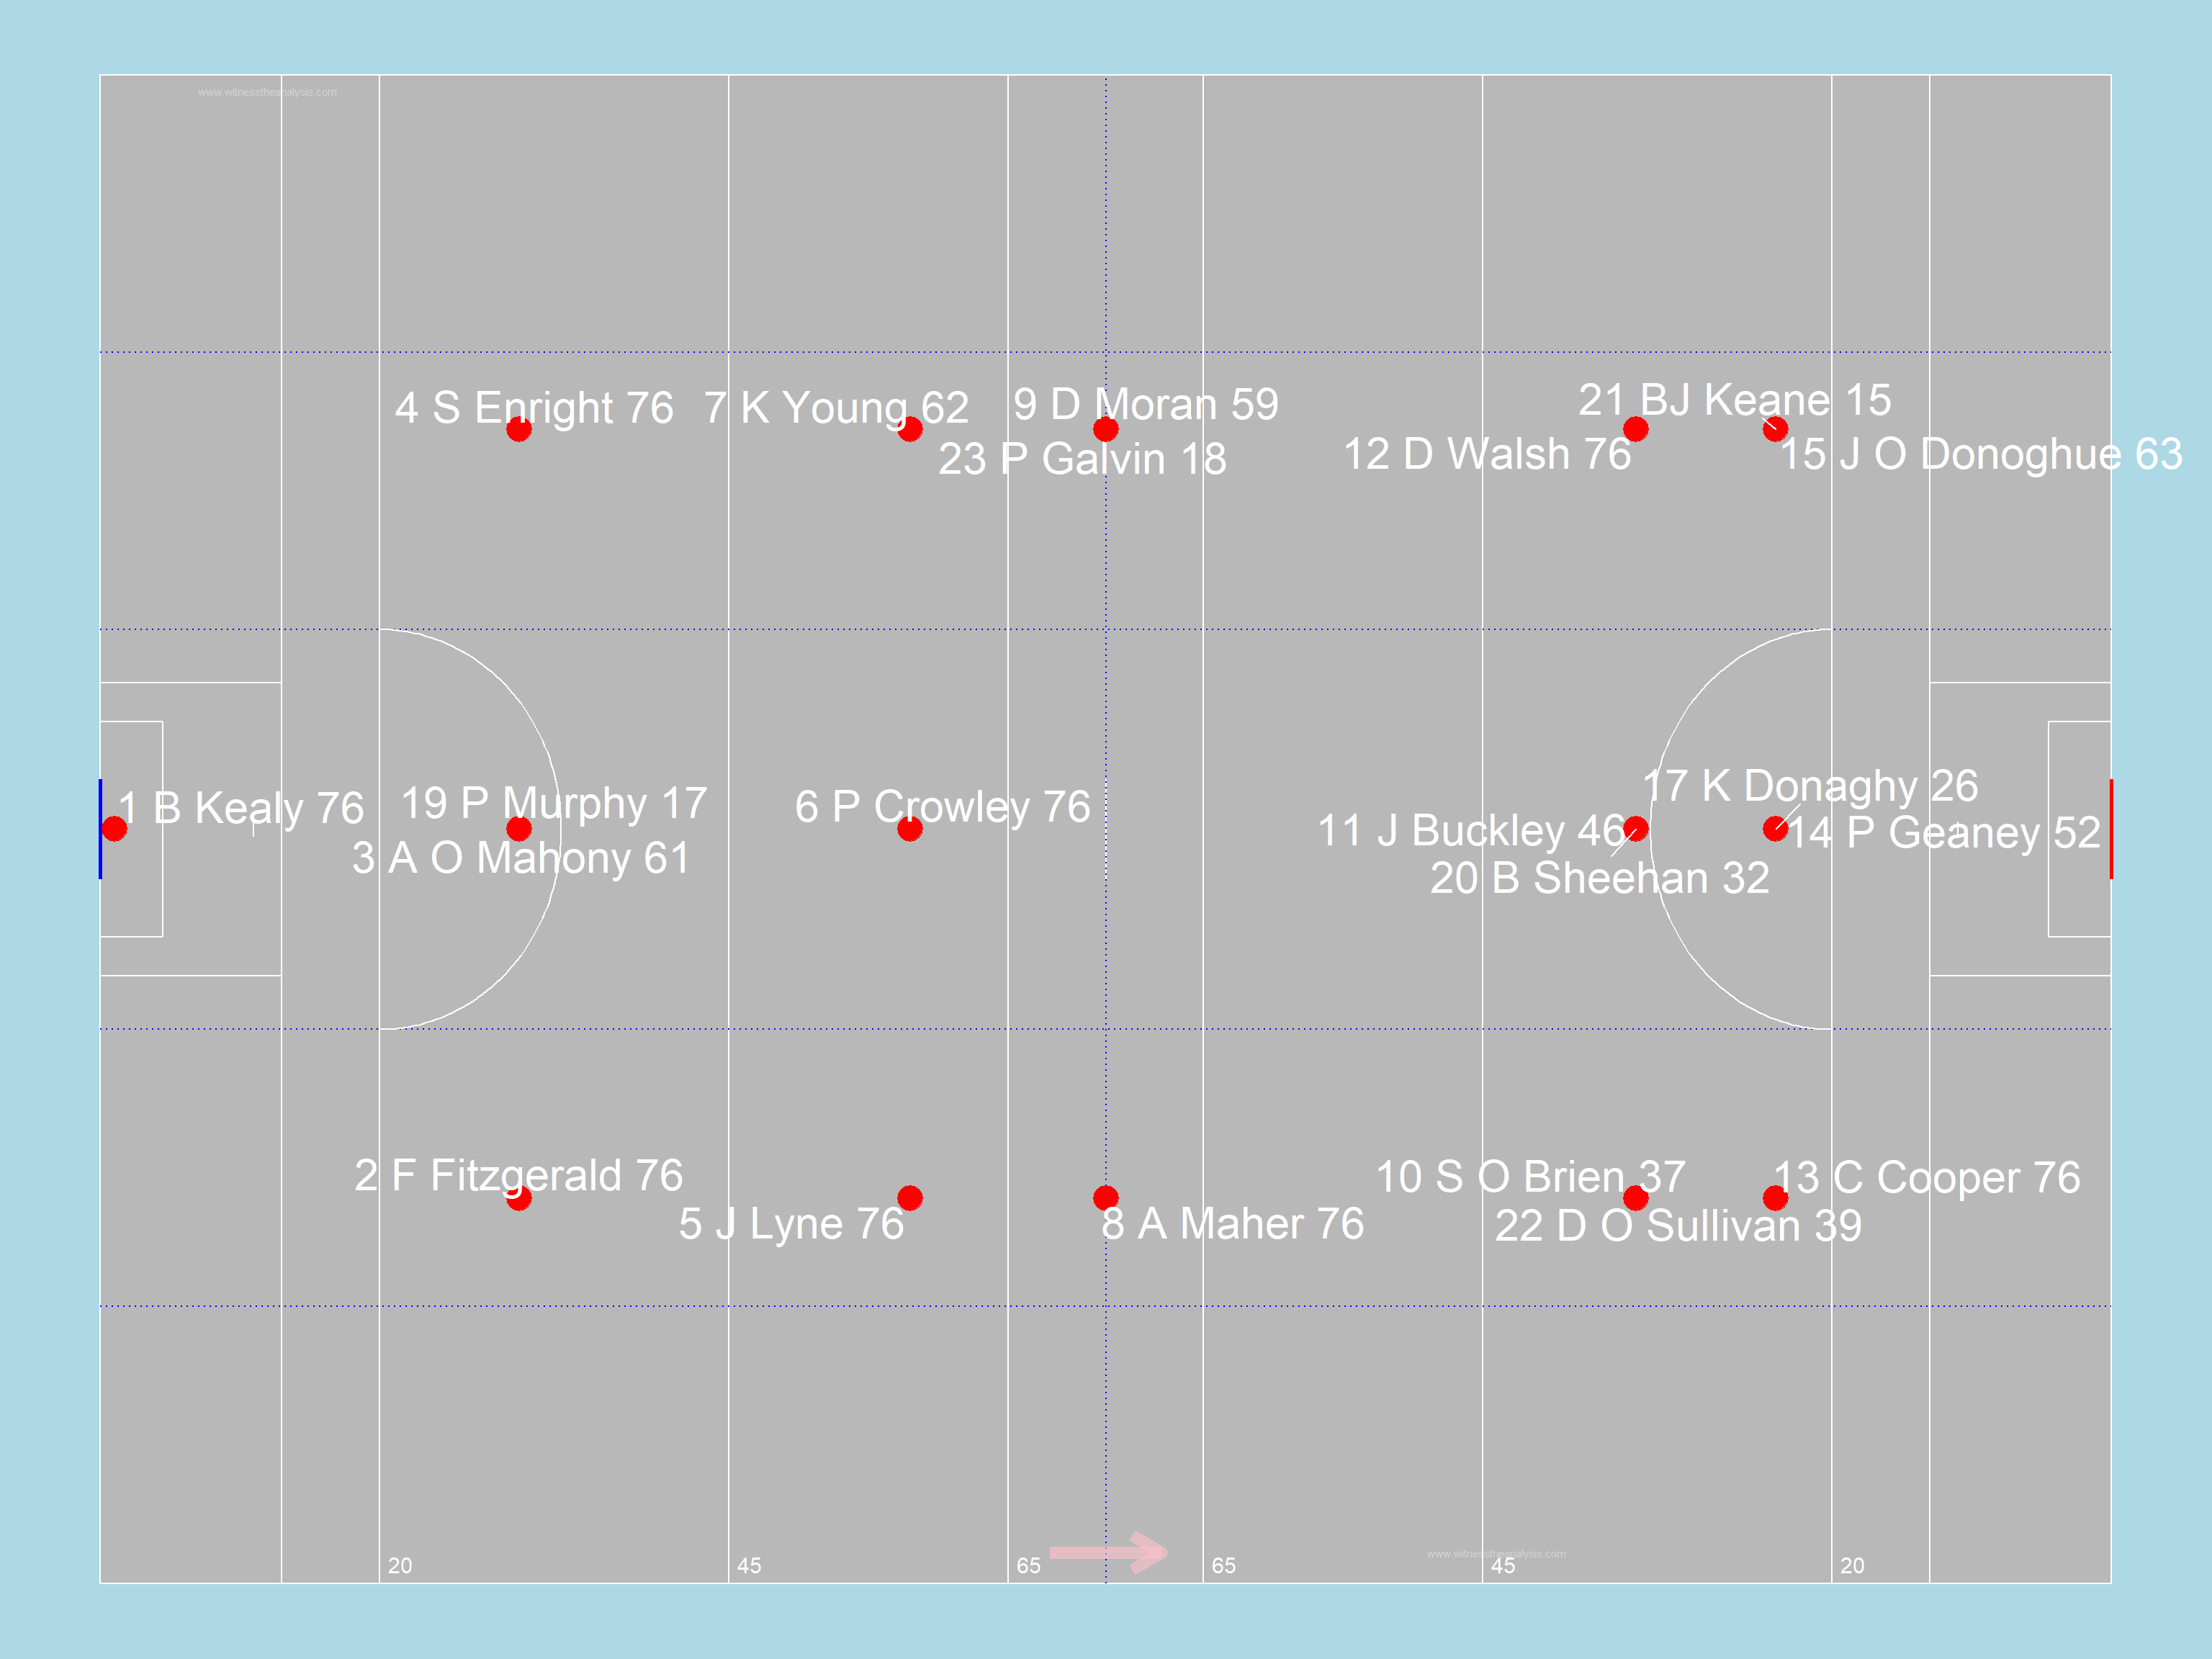 www.witnesstheanalysis.com
4 S Enright 76
7 K Young 62
9 D Moran 59
23 P Galvin 18
21 BJ Keane 15
12 D Walsh 76
15 J O Donoghue 63
1 B Kealy 76
19 P Murphy 17
3 A O Mahony 61
6 P Crowley 76
17 K Donaghy 26
11 J Buckley 46
14 P Geaney 52
20 B Sheehan 32
2 F Fitzgerald 76
5 J Lyne 76
8 A Maher 76
10 S O Brien 37
13 C Cooper 76
22 D O Sullivan 39
www.witnesstheanalysis.com
20
45
65
65
45
20